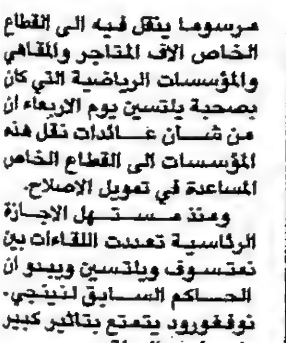 مرسوما ينقل فيه الى القطاع
الخاص الاف المتاجر والمقاهي
والمؤسسات الرياضية التي كان
بصحبة يلتسين يوم الاربعاء ان
من شأن عائدات نقل هذه
المؤسسات الى القطاع الخاص
المساعدة في تمويل الاصلاح.
ومنذ مستهل الاجازة
الرئاسية تعددت اللقاءات بين
نمتسوف ويلتسين ويبدو ان
الحاكم السابق لنيتجي.
نوفغورود يتمتع بتاثير كبير